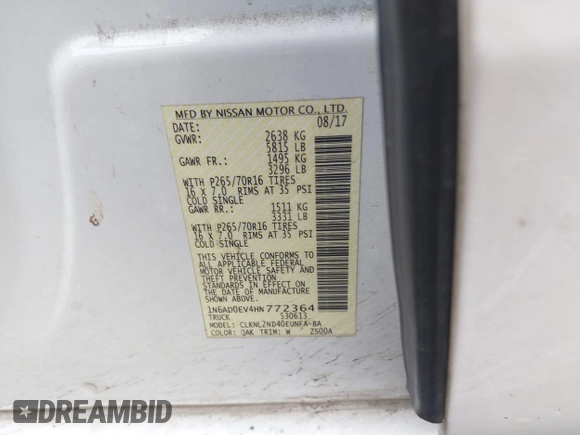 MFD BY NISSAN MOTOR CO., LTD.
DATE: 08/17
GVWR: 2638 KG
5815 LB
GAWR FR.: 1495 KG
3296 LB
WITH P265/70R16 TIRES
16 X 7.0 RIMS AT 35 PSI
COLD SINGLE
GAWR RR.: 1511 KG
3331 LB
WITH P265/70R16 TIRES
16 X 7.0 RIMS AT 35 PSI
COLD SINGLE
THIS VEHICLE CONFORMS TO
ALL APPLICABLE FEDERAL
MOTOR VEHICLE SAFETY AND
THEFT PREVENTION
STANDARDS IN EFFECT ON
THE DATE OF MANUFACTURE
SHOWN ABOVE.
1N6AD0EV4HN772364
TRUCK 530613
MODEL: CLKNL2ND40EUNFA-BA
COLOR: QAK TRIM: W ZS00A
DREAMBID